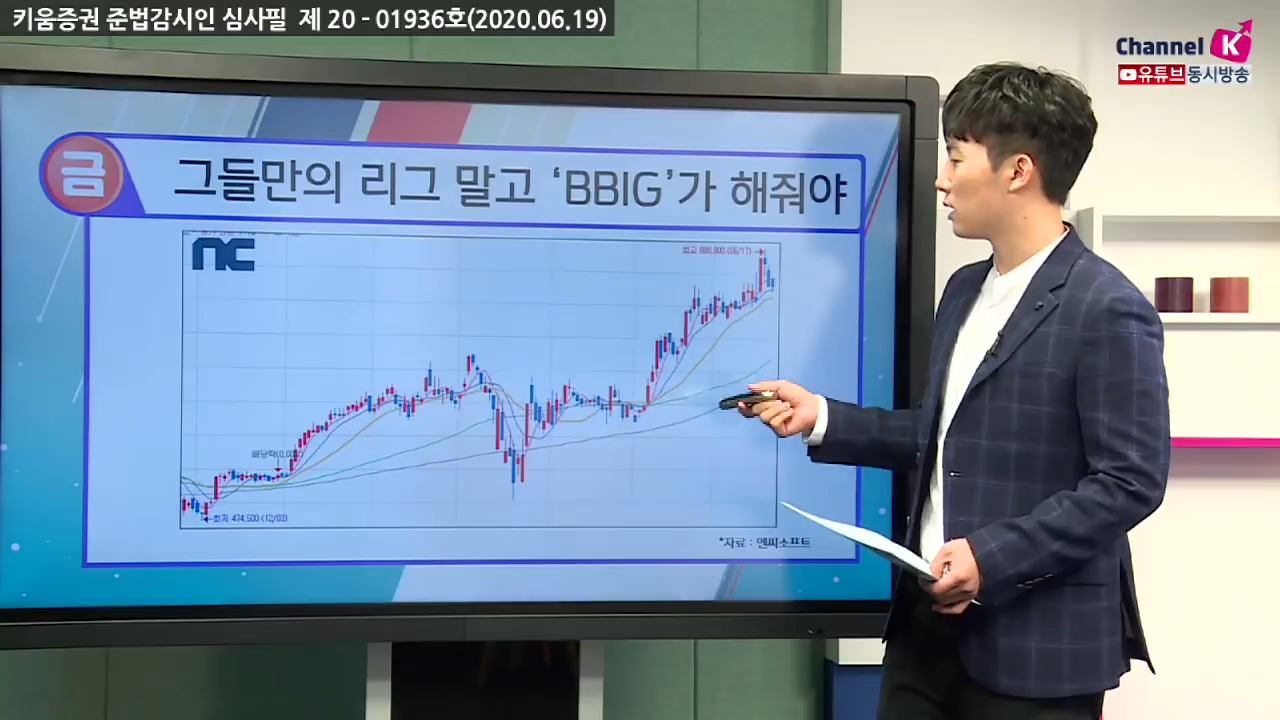 키움증권 준법감시인 심사필 제 20 - 01936호(2020.06.19)
Channel K
유튜브동시방송
금
그들만의 리그 말고 ‘BBIG’가 해줘야
nc
최고 888,000 (06/17)
배당락(0.00%
최저 474,500 (12/03)
*자료 : 엔씨소프트